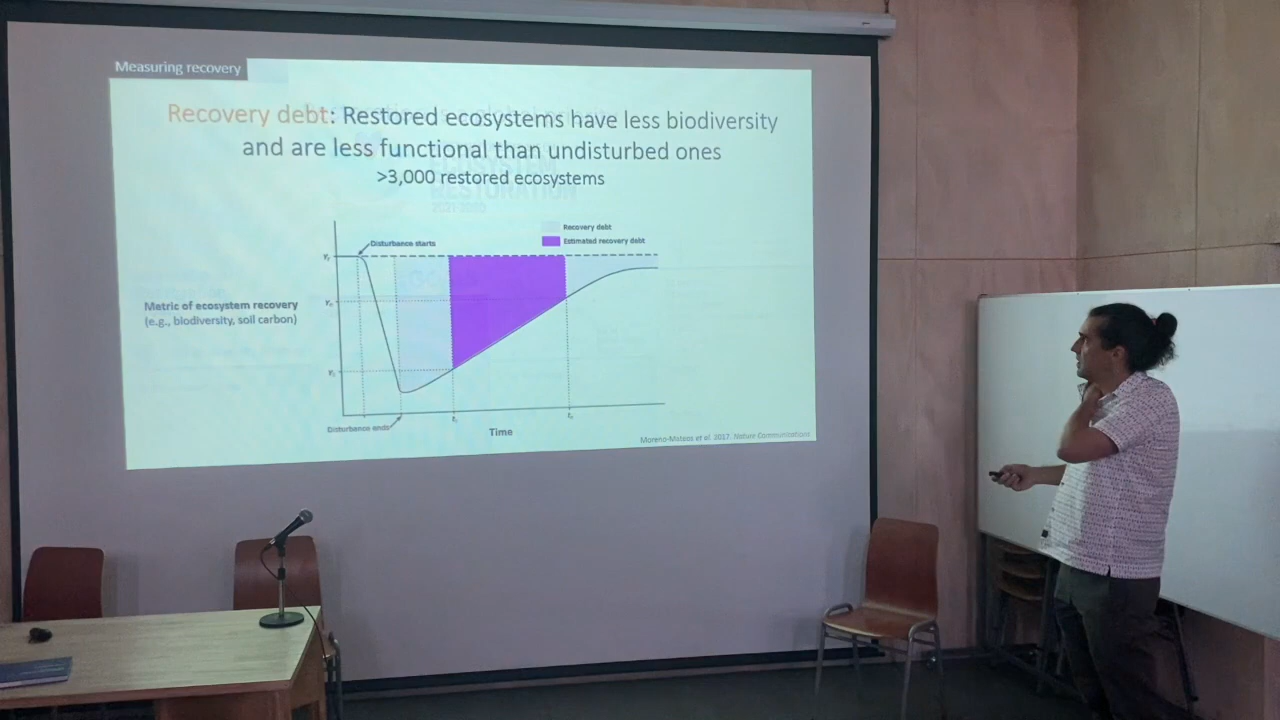 Measuring recovery
Recovery debt: Restored ecosystems have less biodiversity
and are less functional than undisturbed ones
>3,000 restored ecosystems
Recovery debt
Estimated recovery debt
Disturbance starts
Metric of ecosystem recovery
(e.g., biodiversity, soil carbon)
Disturbance ends
Time
Moreno-Mateos et al. 2017. Nature Communications